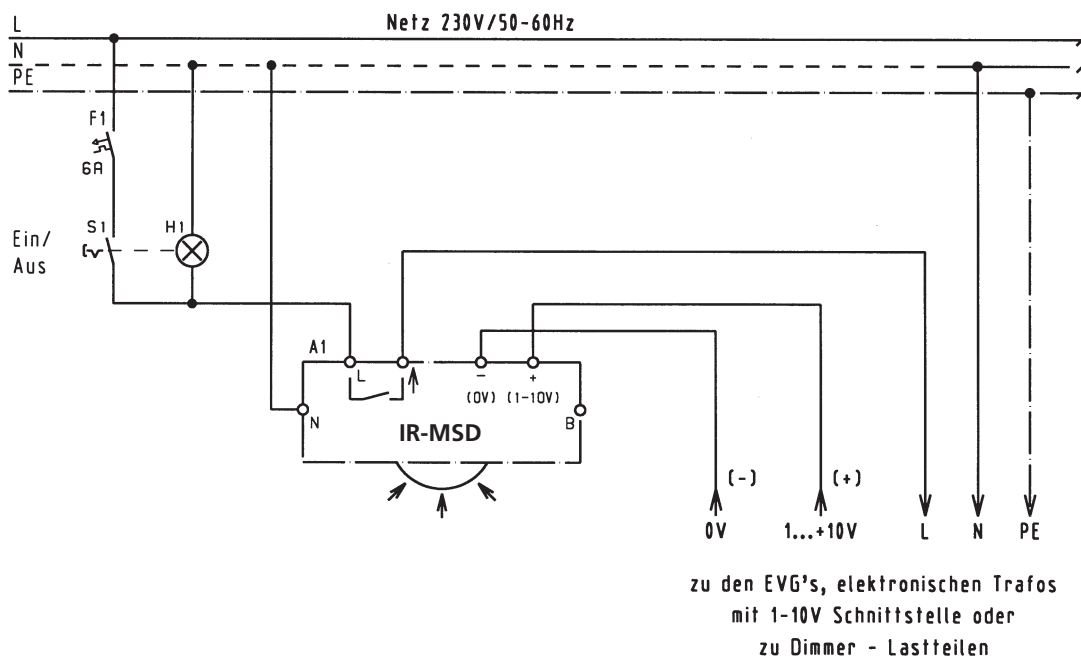 L
Netz 230V/50-60Hz
N
PE
F1
6A
S1
H1
Ein/
Aus
A1
L
-
+
(0V) (1-10V)
N
B
IR-MSD
(-)
(+)
0V
1...+10V
L
N
PE
zu den EVG's, elektronischen Trafos
mit 1-10V Schnittstelle oder
zu Dimmer - Lastteilen